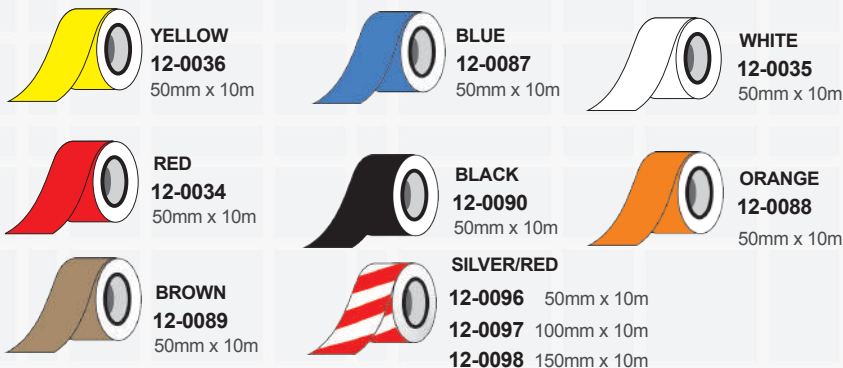 YELLOW
12-0036
50mm x 10m
BLUE
12-0087
50mm x 10m
WHITE
12-0035
50mm x 10m
RED
12-0034
50mm x 10m
BLACK
12-0090
50mm x 10m
ORANGE
12-0088
50mm x 10m
BROWN
12-0089
50mm x 10m
SILVER/RED
12-0096 50mm x 10m
12-0097 100mm x 10m
12-0098 150mm x 10m